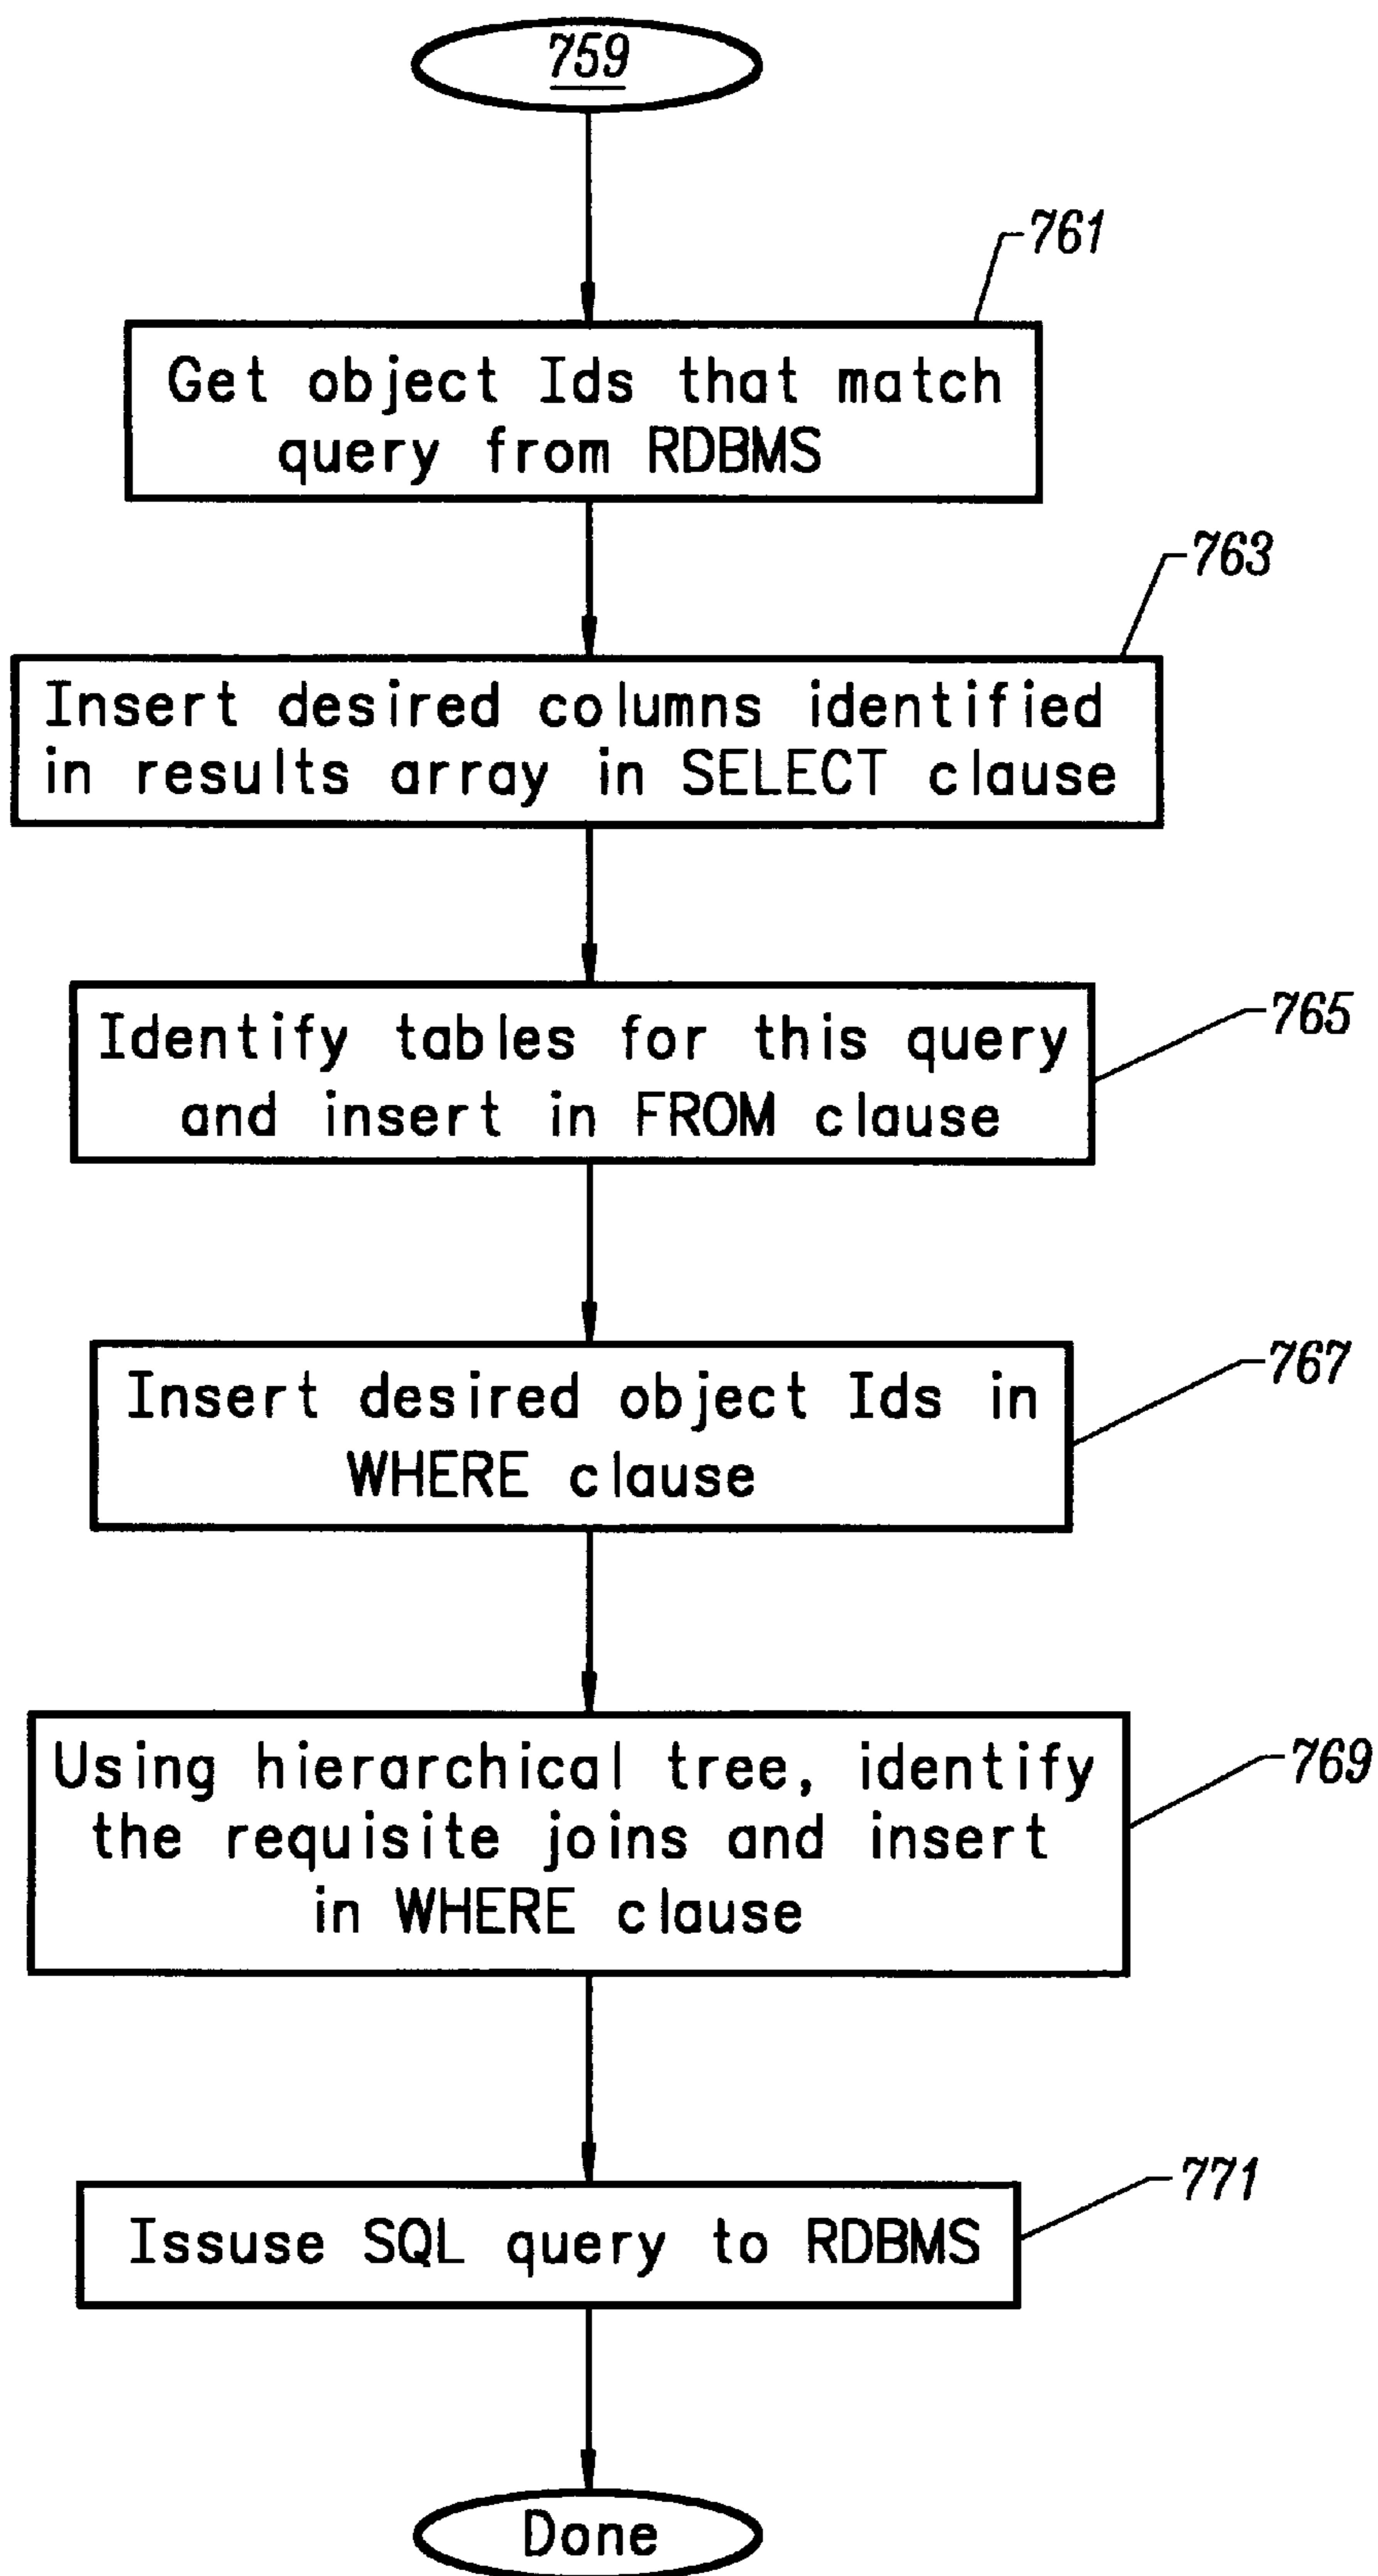 759
761
Get object Ids that match
query from RDBMS
763
Insert desired columns identified
in results array in SELECT clause
765
Identify tables for this query
and insert in FROM clause
767
Insert desired object Ids in
WHERE clause
769
Using hierarchical tree, identify
the requisite joins and insert
in WHERE clause
771
Issuse SQL query to RDBMS
Done